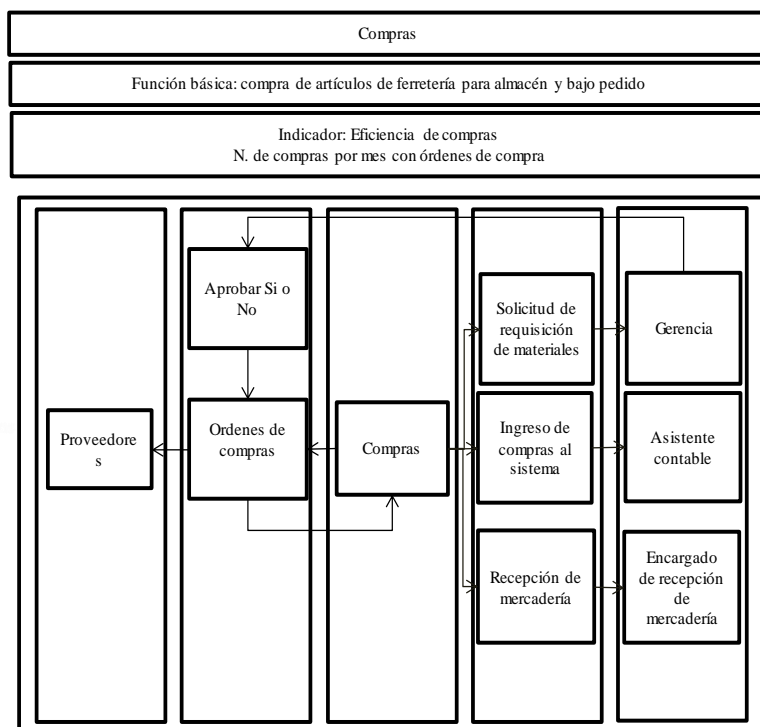 Compras
Función básica: compra de artículos de ferretería para almacén y bajo pedido
Indicador: Eficiencia de compras
N. de compras por mes con órdenes de compra
Aprobar Si o
No
Solicitud de
requisición
de materiales
Gerencia
Proveedore
s
Ordenes de
compras
Compras
Ingreso de
compras al
sistema
Asistente
contable
Recepción de
mercadería
Encargado
de recepción
de
mercadería